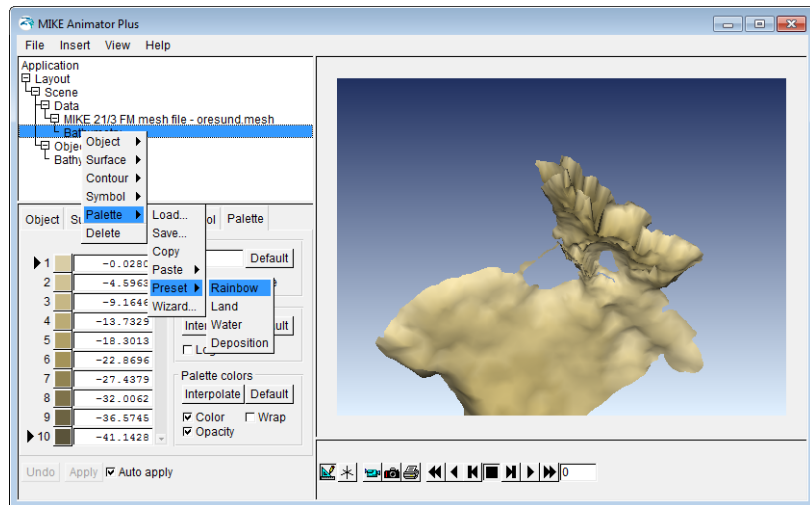 MIKE Animator Plus
File Insert View Help
Application
Layout
Scene
Data
MIKE 21/3 FM mesh file - oresund.mesh
Object
Surface
Contour
Symbol
Palette
Delete
Load...
Save...
Copy
Paste
Preset
Wizard...
Rainbow
Land
Water
Deposition
Object Palette
Default
1 -0.0280
2 -4.5963
3 -9.1646
4 -13.7329
5 -18.3013
6 -22.8696
7 -27.4379
8 -32.0062
9 -36.5745
10 -41.1428
Palette colors
Interpolate Default
Color Wrap
Opacity
Undo Apply Auto apply
0